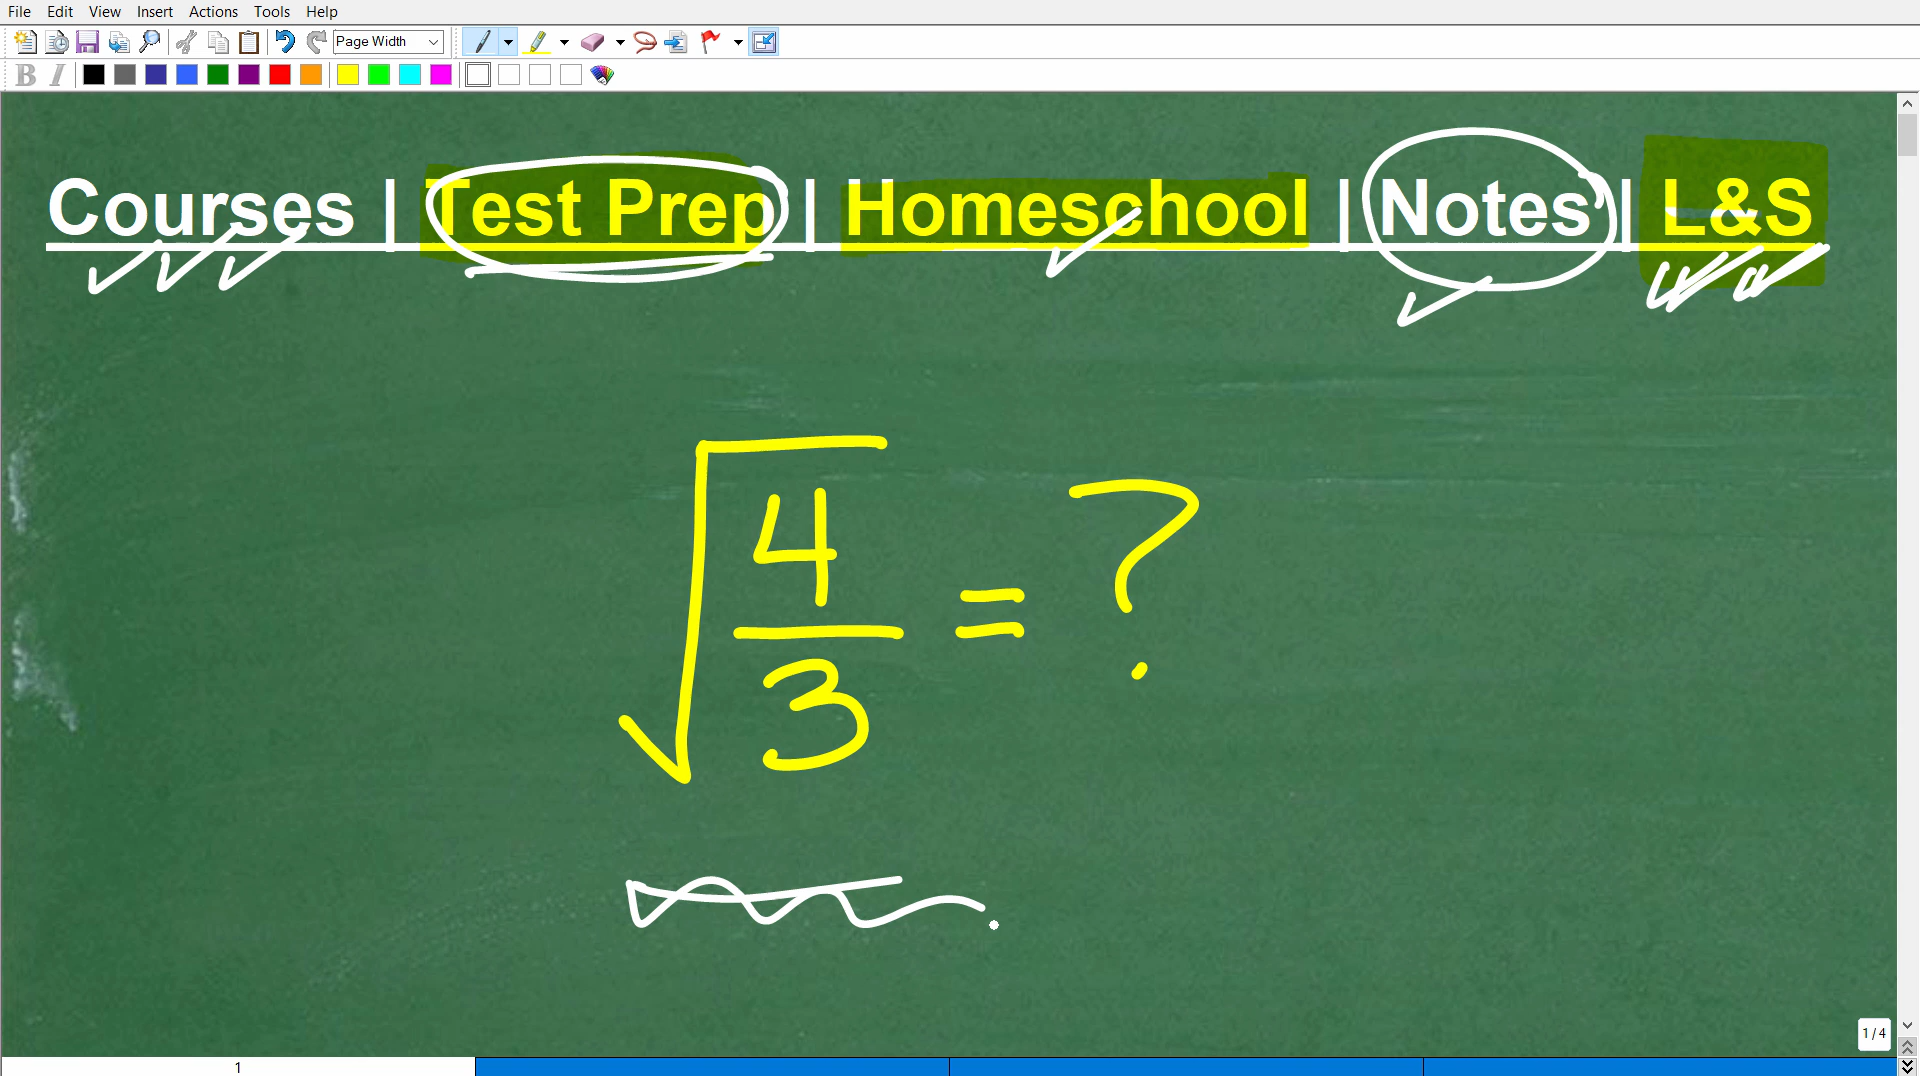 File Edit View Insert Actions Tools Help
Page Width
B I
Courses | Test Prep | Homeschool | Notes | L&S
√(4/3) = ?
1 / 4
1